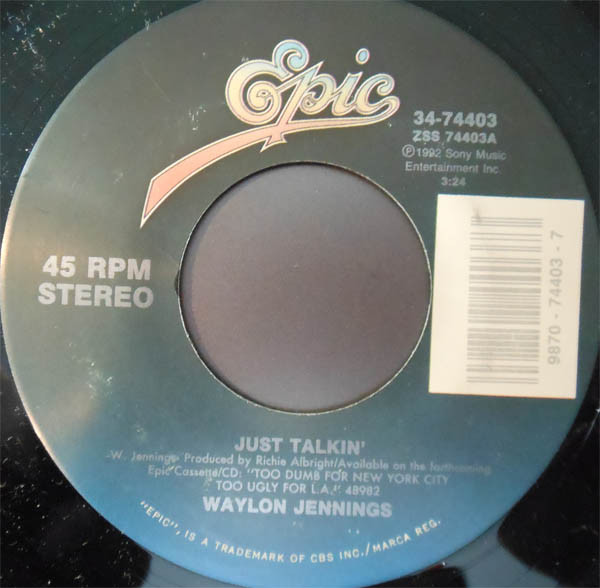 Epic
34-74403
ZSS 74403A
℗1992 Sony Music
Entertainment Inc.
3:24
45 RPM
STEREO
9870 - 74403 - 7
JUST TALKIN'
-W. Jennings- Produced by Richie Albright/Available on the forthcoming
Epic Cassette/CD: "TOO DUMB FOR NEW YORK CITY
TOO UGLY FOR L.A." 48982
WAYLON JENNINGS
"EPIC", IS A TRADEMARK OF CBS INC./MARCA REG.